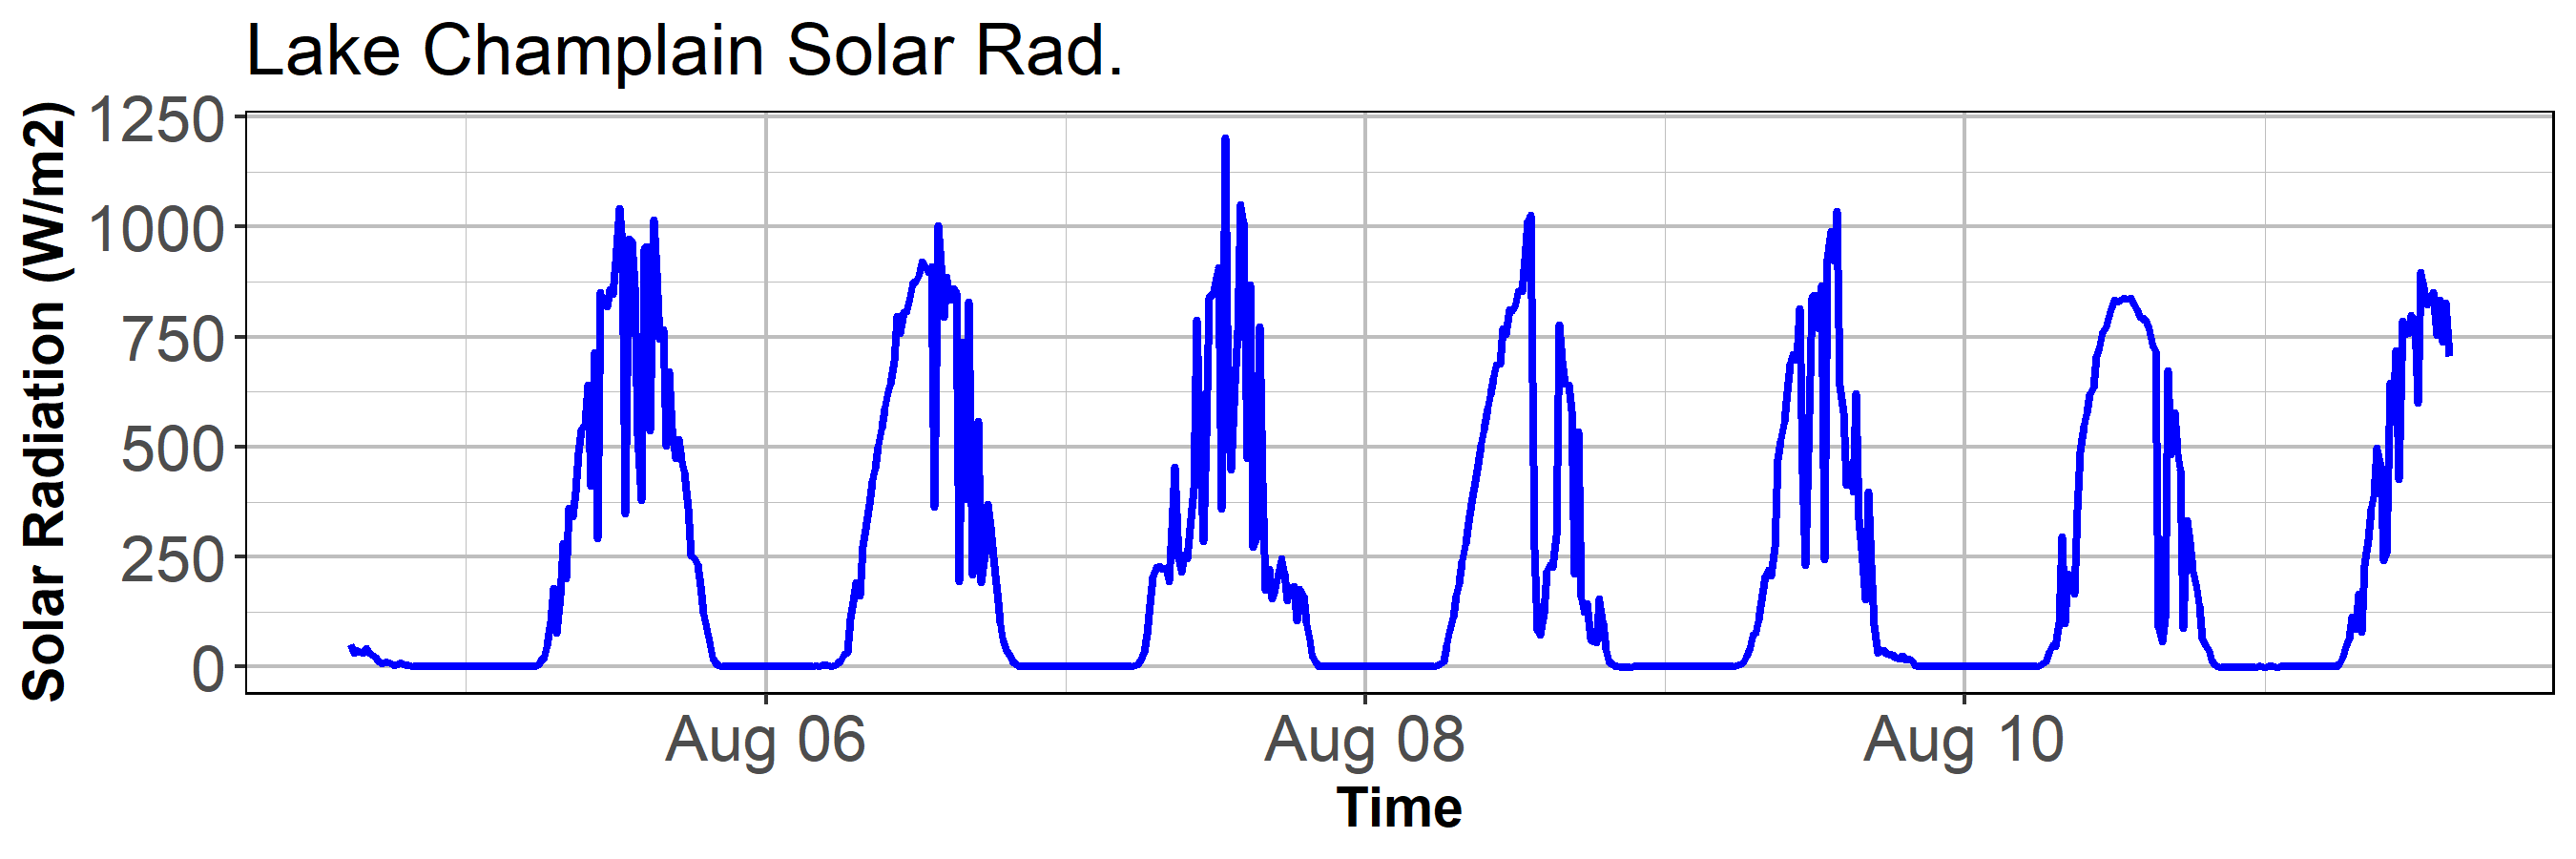 Lake Champlain Solar Rad.
Solar Radiation (W/m2)
1250
1000
750
500
250
0
Aug 06
Aug 08
Aug 10
Time